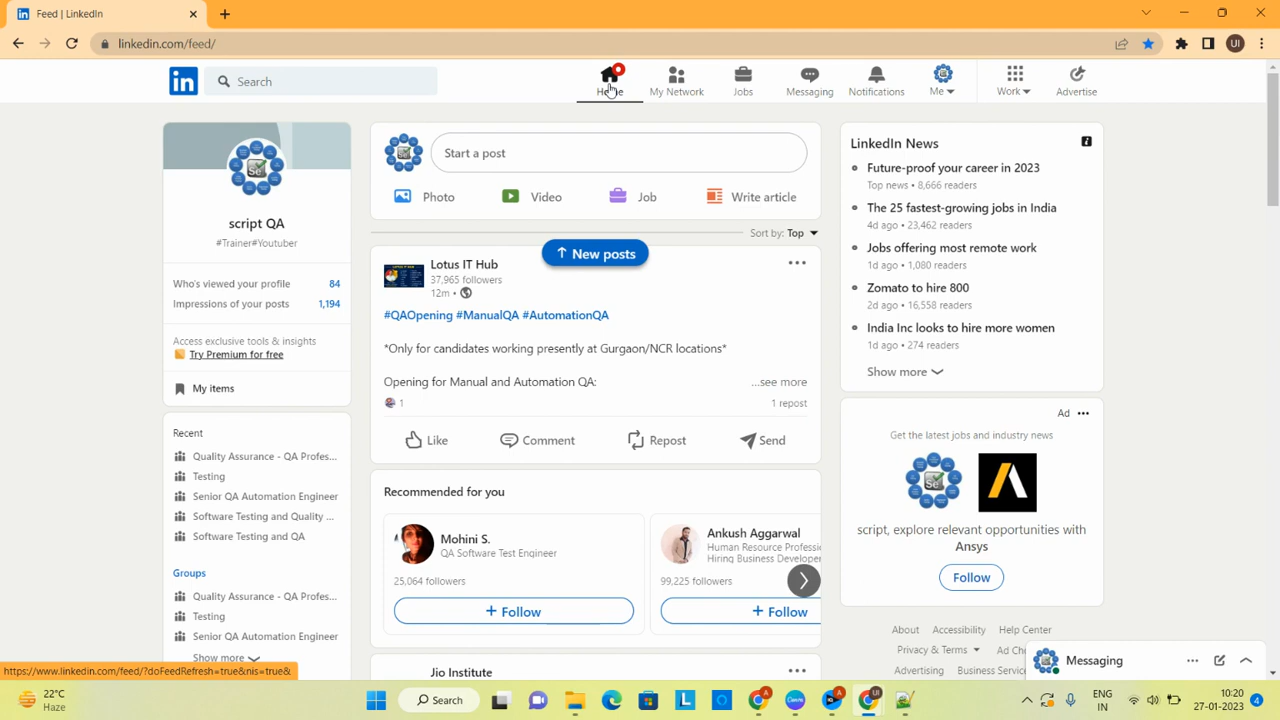 Feed | LinkedIn
linkedin.com/feed/
UI
in
Search
Home
My Network
Jobs
Messaging
Notifications
Me
Work
Advertise
script QA
#Trainer#Youtuber
Who's viewed your profile 84
Impressions of your posts 1,194
Access exclusive tools & insights
Try Premium for free
My items
Recent
Quality Assurance - QA Profes...
Testing
Senior QA Automation Engineer
Software Testing and Quality ...
Software Testing and QA
Groups
Quality Assurance - QA Profes...
Testing
Senior QA Automation Engineer
Show more
Start a post
Photo
Video
Job
Write article
Sort by: Top
New posts
Lotus IT Hub
37,965 followers
12m •
#QAOpening #ManualQA #AutomationQA
*Only for candidates working presently at Gurgaon/NCR locations*
Opening for Manual and Automation QA:
...see more
1
1 repost
Like
Comment
Repost
Send
Recommended for you
Mohini S.
QA Software Test Engineer
25,064 followers
+ Follow
Ankush Aggarwal
Human Resource Professi
Hiring Business Developer
99,225 followers
+ Follow
Jio Institute
LinkedIn News
Future-proof your career in 2023
Top news • 8,666 readers
The 25 fastest-growing jobs in India
4d ago • 23,462 readers
Jobs offering most remote work
1d ago • 1,080 readers
Zomato to hire 800
2d ago • 16,558 readers
India Inc looks to hire more women
1d ago • 274 readers
Show more
Ad
Get the latest jobs and industry news
Se
script, explore relevant opportunities with
Ansys
Follow
About
Accessibility
Help Center
Privacy & Terms
Ad Ch
Advertising
Business Service
Messaging
https://www.linkedin.com/feed/?doFeedRefresh=true&nis=true&
22°C
Haze
Search
ENG
IN
10:20
27-01-2023
4